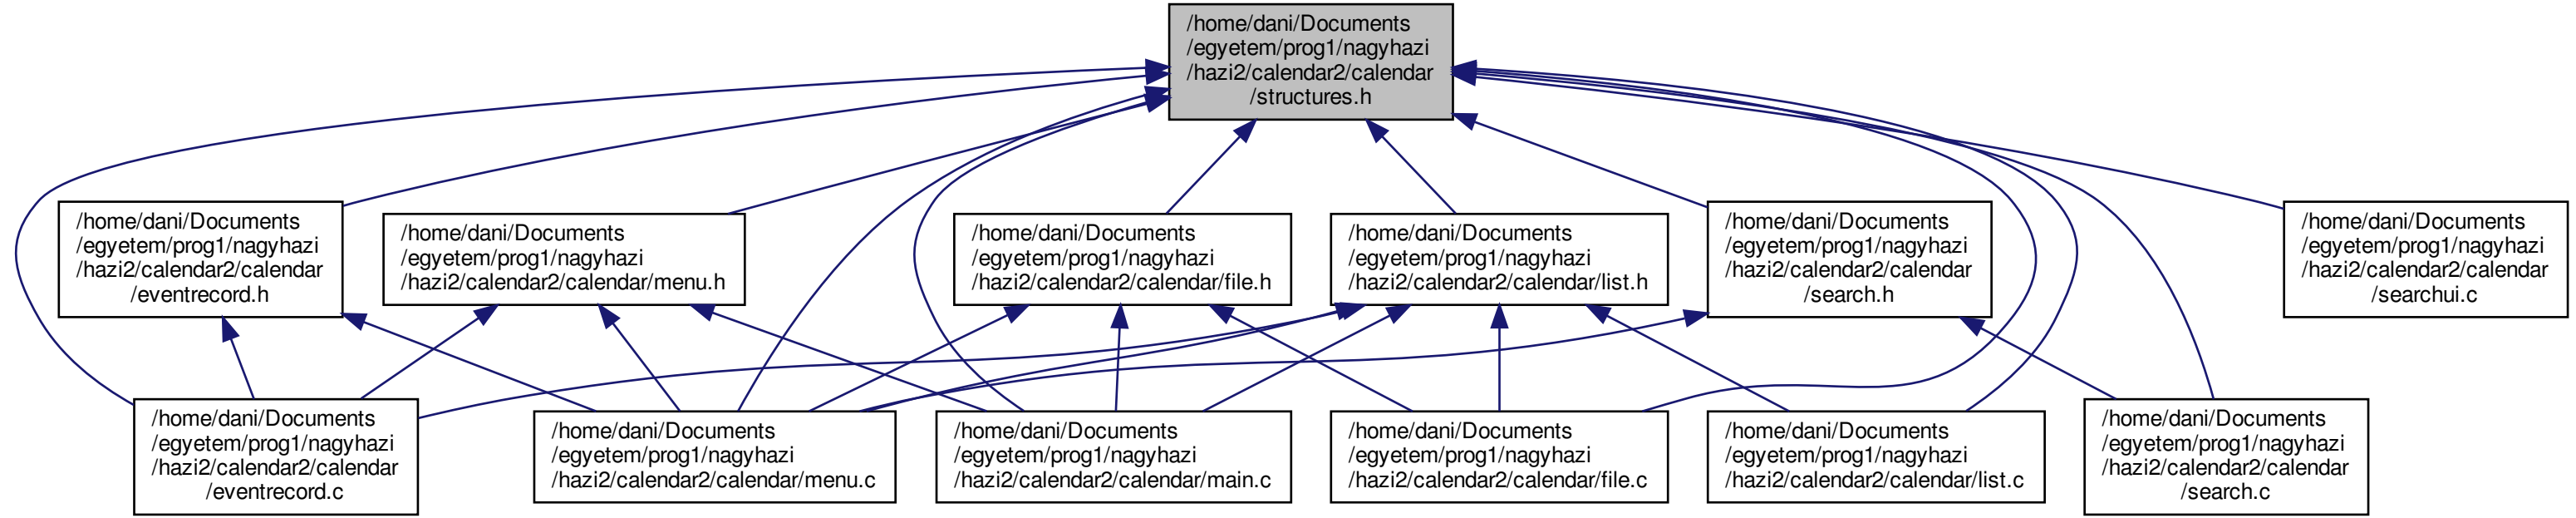 /home/dani/Documents
/egyetem/prog1/nagyhazi
/hazi2/calendar2/calendar
/structures.h
/home/dani/Documents
/egyetem/prog1/nagyhazi
/hazi2/calendar2/calendar
/eventrecord.h
/home/dani/Documents
/egyetem/prog1/nagyhazi
/hazi2/calendar2/calendar/menu.h
/home/dani/Documents
/egyetem/prog1/nagyhazi
/hazi2/calendar2/calendar/file.h
/home/dani/Documents
/egyetem/prog1/nagyhazi
/hazi2/calendar2/calendar/list.h
/home/dani/Documents
/egyetem/prog1/nagyhazi
/hazi2/calendar2/calendar
/search.h
/home/dani/Documents
/egyetem/prog1/nagyhazi
/hazi2/calendar2/calendar
/searchui.c
/home/dani/Documents
/egyetem/prog1/nagyhazi
/hazi2/calendar2/calendar
/eventrecord.c
/home/dani/Documents
/egyetem/prog1/nagyhazi
/hazi2/calendar2/calendar/menu.c
/home/dani/Documents
/egyetem/prog1/nagyhazi
/hazi2/calendar2/calendar/main.c
/home/dani/Documents
/egyetem/prog1/nagyhazi
/hazi2/calendar2/calendar/file.c
/home/dani/Documents
/egyetem/prog1/nagyhazi
/hazi2/calendar2/calendar/list.c
/home/dani/Documents
/egyetem/prog1/nagyhazi
/hazi2/calendar2/calendar
/search.c